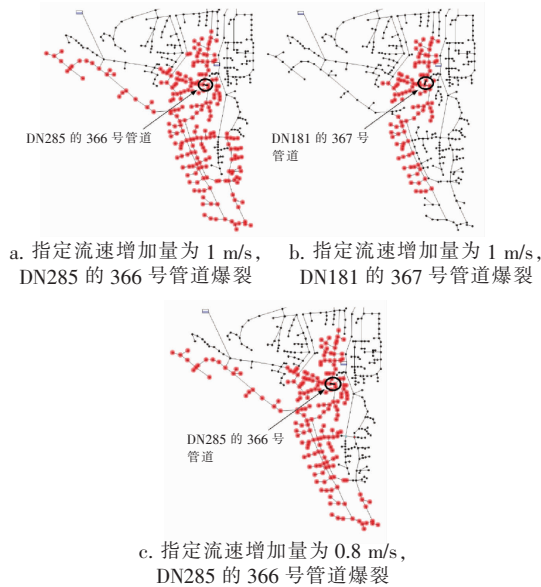 DN285 的 366 号管道
DN181 的 367 号
管道
a. 指定流速增加量为 1 m/s,
DN285 的 366 号管道爆裂
b. 指定流速增加量为 1 m/s,
DN181 的 367 号管道爆裂
DN285 的 366 号
管道
c. 指定流速增加量为 0.8 m/s,
DN285 的 366 号管道爆裂